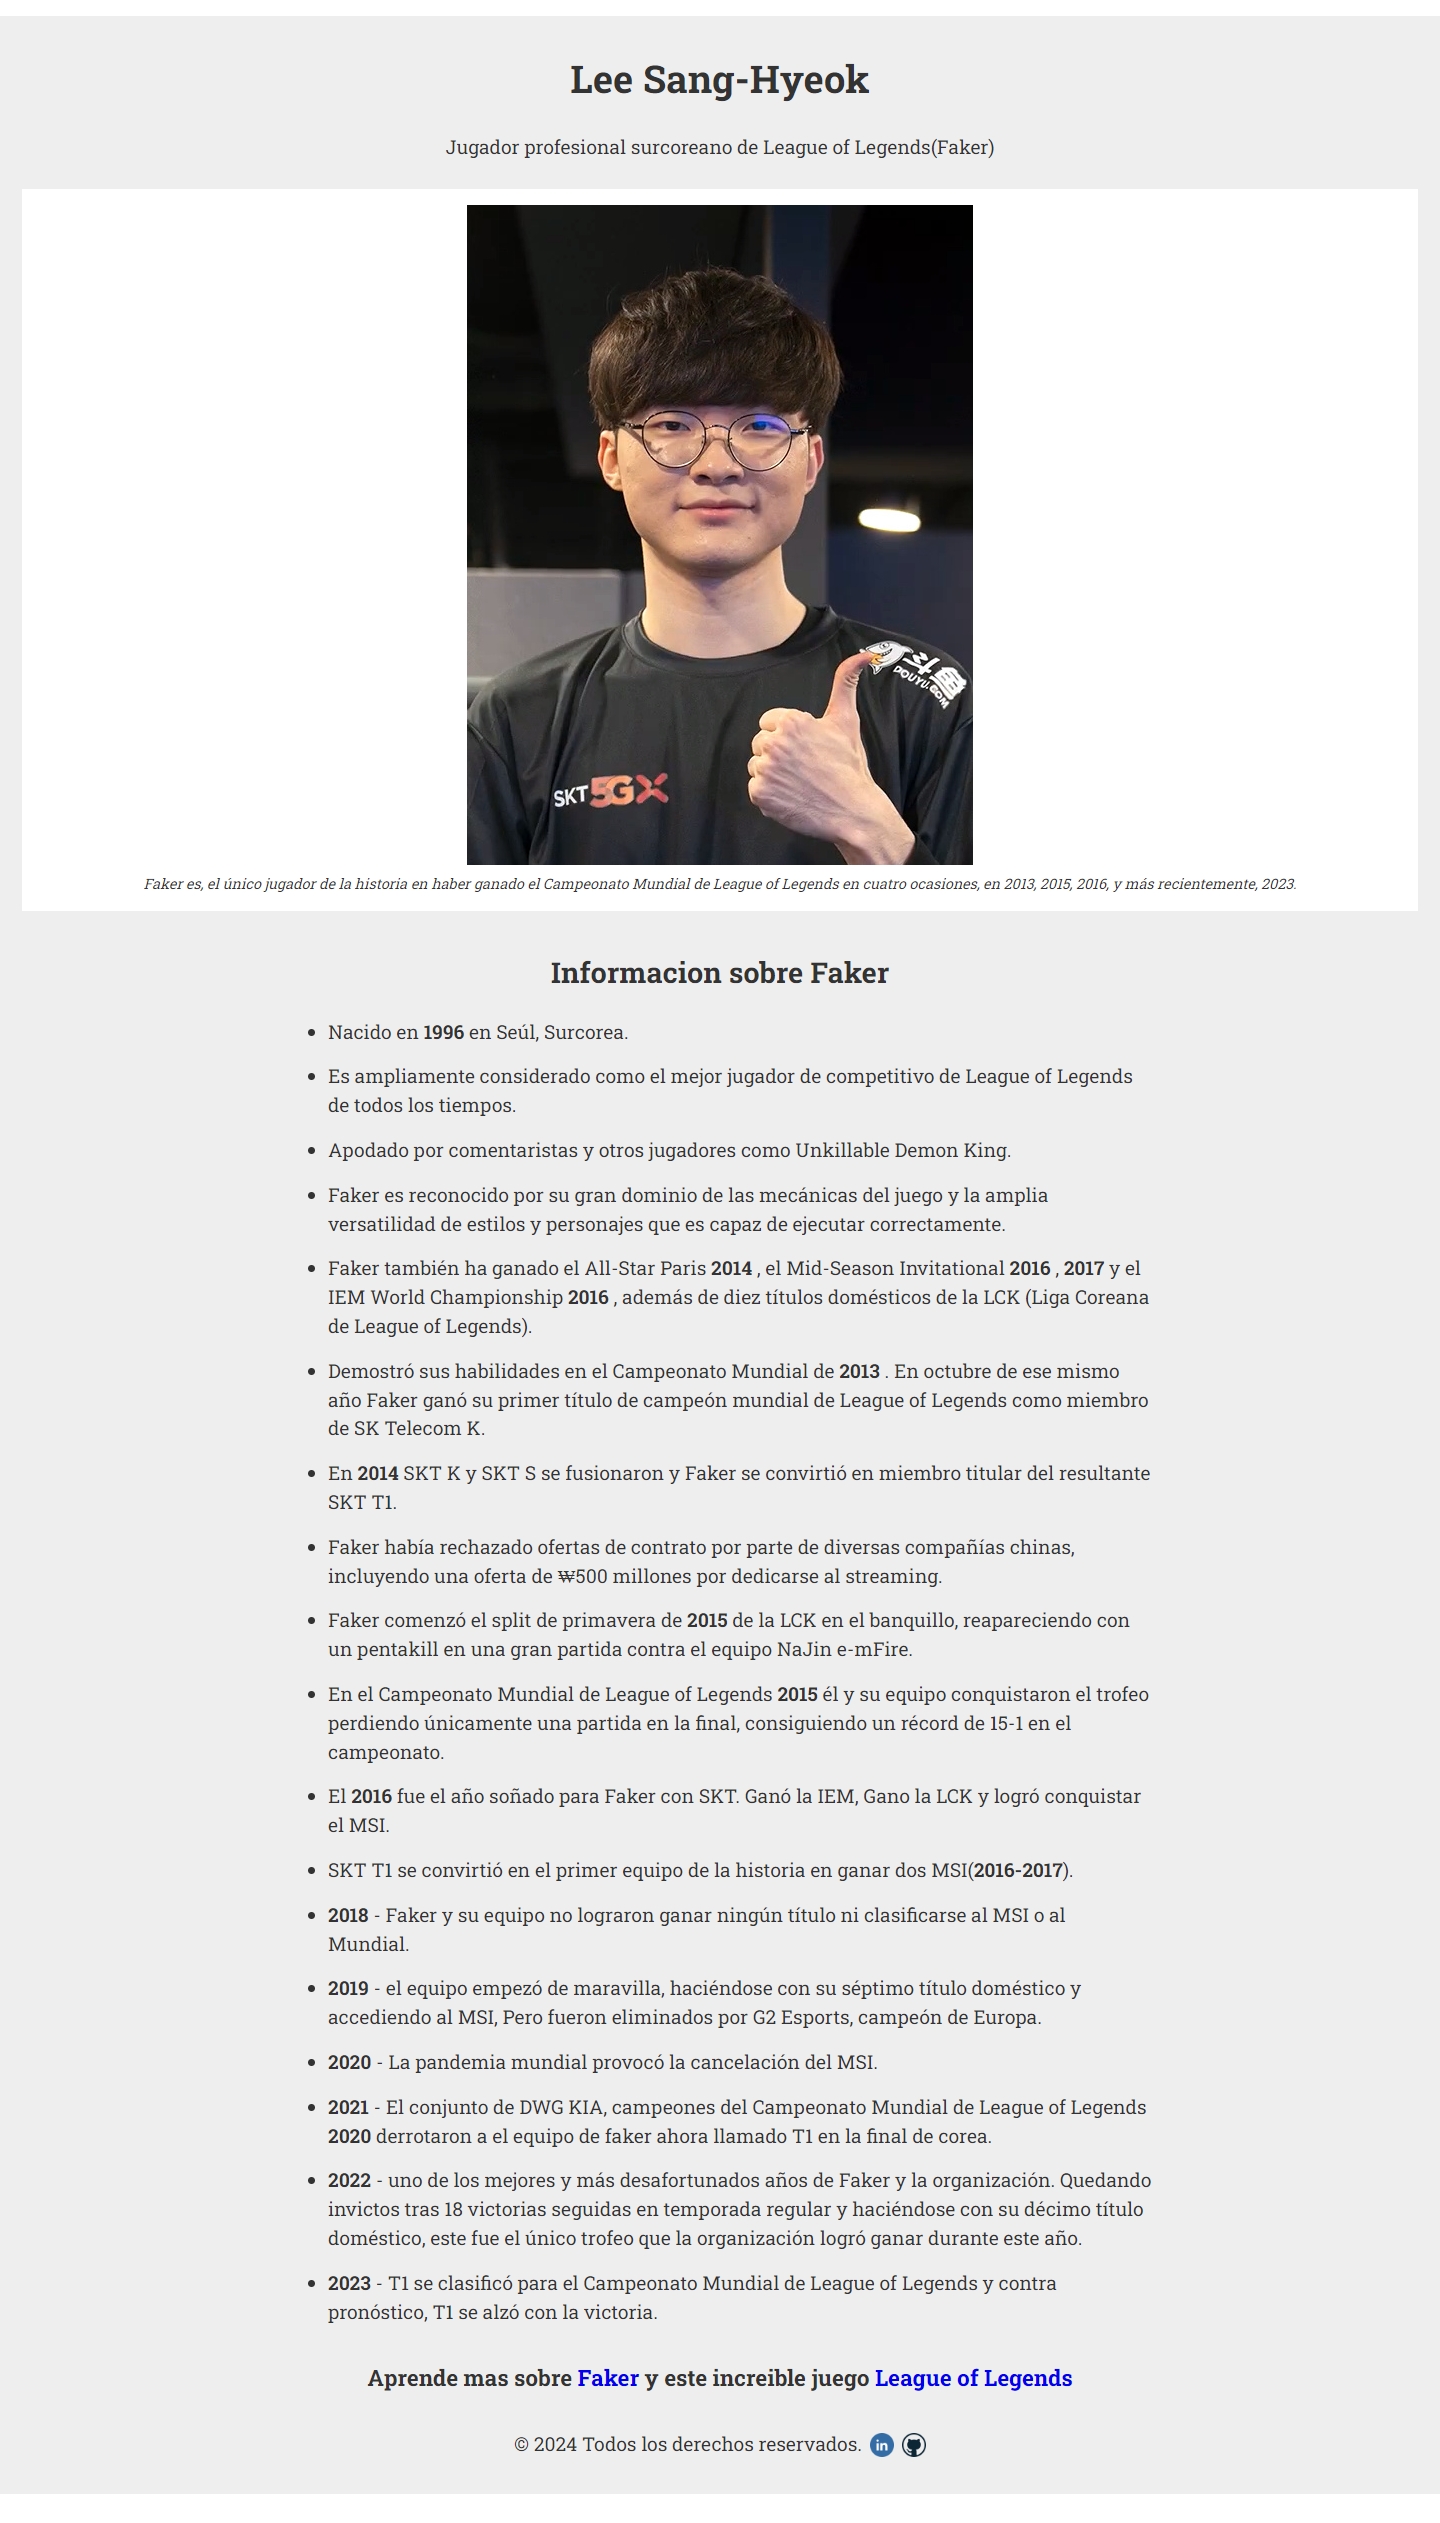 Lee Sang-Hyeok
Jugador profesional surcoreano de League of Legends(Faker)
斗鱼
DOUYU.COM
SKT 5GX
Faker es, el único jugador de la historia en haber ganado el Campeonato Mundial de League of Legends en cuatro ocasiones, en 2013, 2015, 2016, y más recientemente, 2023.
Informacion sobre Faker
• Nacido en 1996 en Seúl, Surcorea.
• Es ampliamente considerado como el mejor jugador de competitivo de League of Legends
de todos los tiempos.
• Apodado por comentaristas y otros jugadores como Unkillable Demon King.
• Faker es reconocido por su gran dominio de las mecánicas del juego y la amplia
versatilidad de estilos y personajes que es capaz de ejecutar correctamente.
• Faker también ha ganado el All-Star Paris 2014 , el Mid-Season Invitational 2016 , 2017 y el
IEM World Championship 2016 , además de diez títulos domésticos de la LCK (Liga Coreana
de League of Legends).
• Demostró sus habilidades en el Campeonato Mundial de 2013 . En octubre de ese mismo
año Faker ganó su primer título de campeón mundial de League of Legends como miembro
de SK Telecom K.
• En 2014 SKT K y SKT S se fusionaron y Faker se convirtió en miembro titular del resultante
SKT T1.
• Faker había rechazado ofertas de contrato por parte de diversas compañías chinas,
incluyendo una oferta de ₩500 millones por dedicarse al streaming.
• Faker comenzó el split de primavera de 2015 de la LCK en el banquillo, reapareciendo con
un pentakill en una gran partida contra el equipo NaJin e-mFire.
• En el Campeonato Mundial de League of Legends 2015 él y su equipo conquistaron el trofeo
perdiendo únicamente una partida en la final, consiguiendo un récord de 15-1 en el
campeonato.
• El 2016 fue el año soñado para Faker con SKT. Ganó la IEM, Gano la LCK y logró conquistar
el MSI.
• SKT T1 se convirtió en el primer equipo de la historia en ganar dos MSI(2016-2017).
• 2018 - Faker y su equipo no lograron ganar ningún título ni clasificarse al MSI o al
Mundial.
• 2019 - el equipo empezó de maravilla, haciéndose con su séptimo título doméstico y
accediendo al MSI, Pero fueron eliminados por G2 Esports, campeón de Europa.
• 2020 - La pandemia mundial provocó la cancelación del MSI.
• 2021 - El conjunto de DWG KIA, campeones del Campeonato Mundial de League of Legends
2020 derrotaron a el equipo de faker ahora llamado T1 en la final de corea.
• 2022 - uno de los mejores y más desafortunados años de Faker y la organización. Quedando
invictos tras 18 victorias seguidas en temporada regular y haciéndose con su décimo título
doméstico, este fue el único trofeo que la organización logró ganar durante este año.
• 2023 - T1 se clasificó para el Campeonato Mundial de League of Legends y contra
pronóstico, T1 se alzó con la victoria.
Aprende mas sobre Faker y este increible juego League of Legends
© 2024 Todos los derechos reservados. in